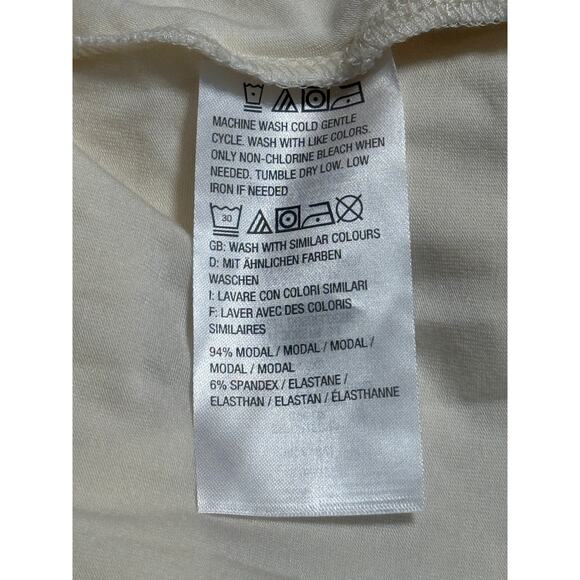 MACHINE WASH COLD GENTLE
CYCLE. WASH WITH LIKE COLORS.
ONLY NON-CHLORINE BLEACH WHEN
NEEDED. TUMBLE DRY LOW. LOW
IRON IF NEEDED
30
GB: WASH WITH SIMILAR COLOURS
D: MIT ÄHNLICHEN FARBEN
WASCHEN
I: LAVARE CON COLORI SIMILARI
F: LAVER AVEC DES COLORIS
SIMILAIRES
94% MODAL / MODAL / MODAL /
MODAL / MODAL
6% SPANDEX / ELASTANE /
ELASTHAN / ELASTAN / ÉLASTHANNE